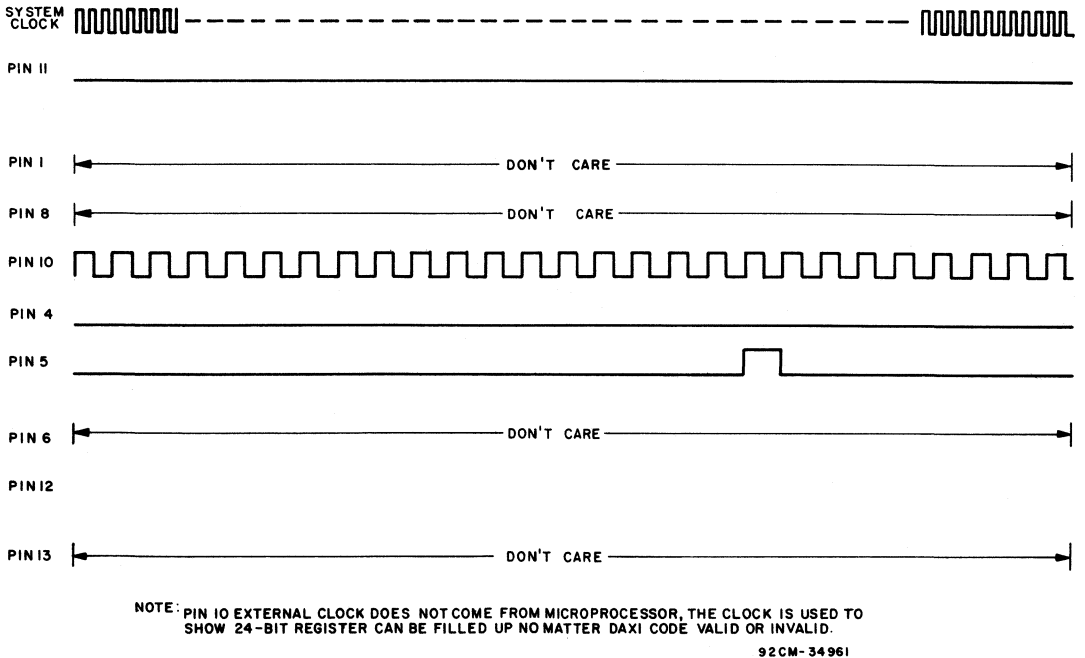 SYSTEM
CLOCK
PIN 11
PIN 1
DON'T CARE
PIN 8
DON'T CARE
PIN 10
PIN 4
PIN 5
PIN 6
DON'T CARE
PIN 12
PIN 13
DON'T CARE
NOTE: PIN 10 EXTERNAL CLOCK DOES NOT COME FROM MICROPROCESSOR, THE CLOCK IS USED TO
SHOW 24-BIT REGISTER CAN BE FILLED UP NO MATTER DAXI CODE VALID OR INVALID.
92CM-34961